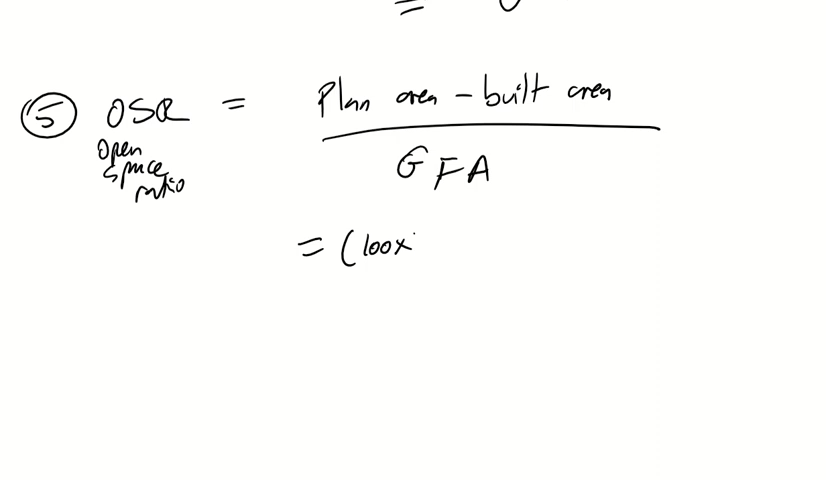 =
5 OSR = Plan area - built area
Open
space
ratio
GFA
= (100x